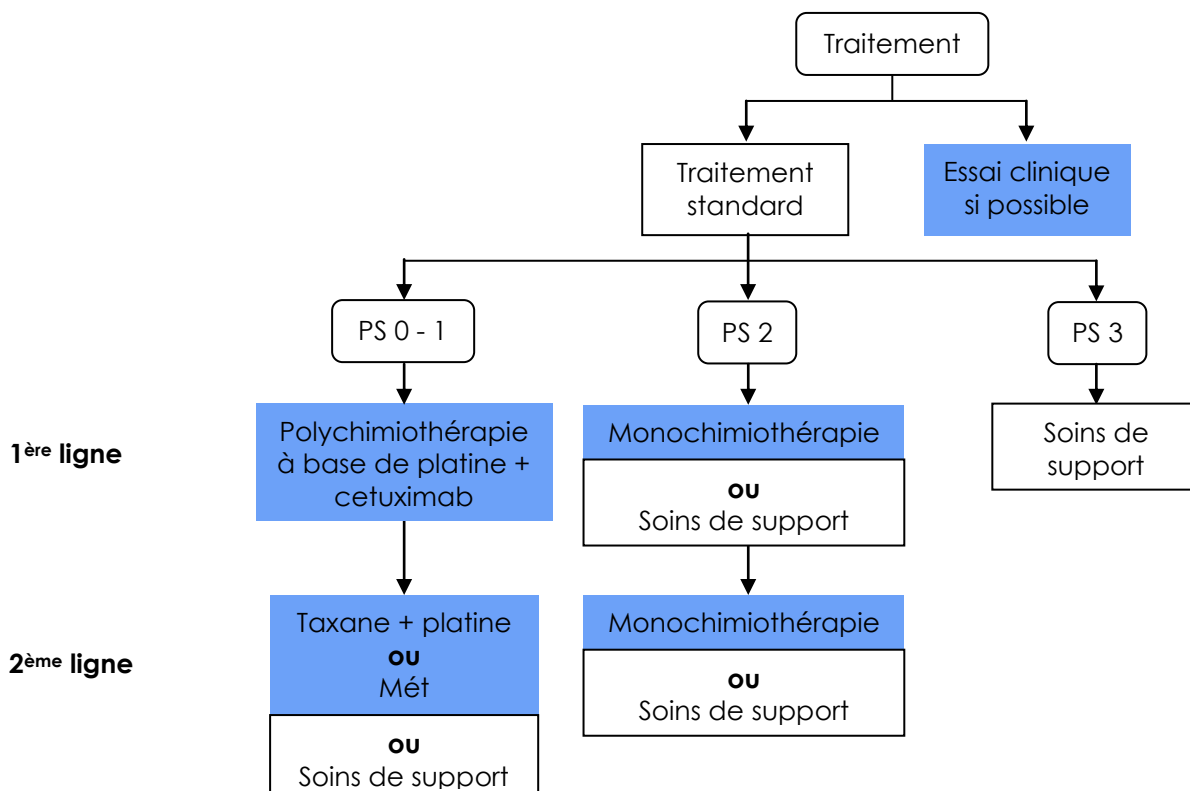 Traitement
Traitement
standard
Essai clinique
si possible
PS 0 - 1
PS 2
PS 3
1ère ligne
Polychimiothérapie
à base de platine +
cetuximab
Monochimiothérapie
ou
Soins de support
Soins de
support
2ème ligne
Taxane + platine
ou
Mét
ou
Soins de support
Monochimiothérapie
ou
Soins de support